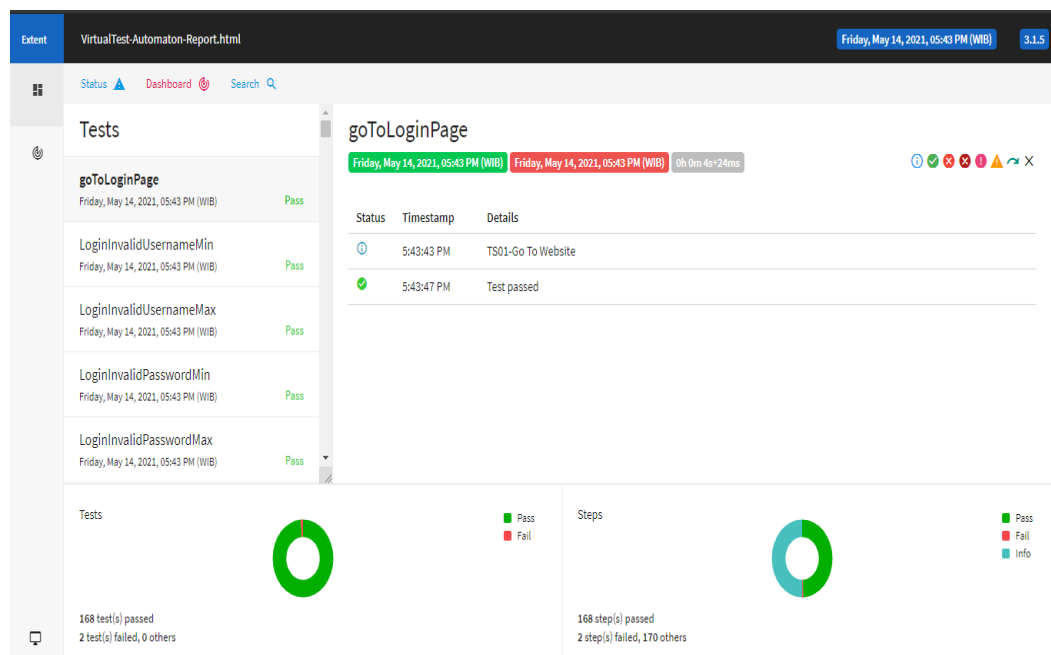 Extent
VirtualTest-Automaton-Report.html
Friday, May 14, 2021, 05:43 PM (WIB)
3.1.5
Status
Dashboard
Search
Tests
goToLoginPage
Friday, May 14, 2021, 05:43 PM (WIB)
Pass
LoginInvalidUsernameMin
Friday, May 14, 2021, 05:43 PM (WIB)
Pass
LoginInvalidUsernameMax
Friday, May 14, 2021, 05:43 PM (WIB)
Pass
LoginInvalidPasswordMin
Friday, May 14, 2021, 05:43 PM (WIB)
Pass
LoginInvalidPasswordMax
Friday, May 14, 2021, 05:43 PM (WIB)
Pass
goToLoginPage
Friday, May 14, 2021, 05:43 PM (WIB) Friday, May 14, 2021, 05:43 PM (WIB) 0h 0m 4s+24ms
Status Timestamp Details
5:43:43 PM TS01-Go To Website
5:43:47 PM Test passed
Tests
Pass
Fail
168 test(s) passed
2 test(s) failed, 0 others
Steps
Pass
Fail
Info
168 step(s) passed
2 step(s) failed, 170 others